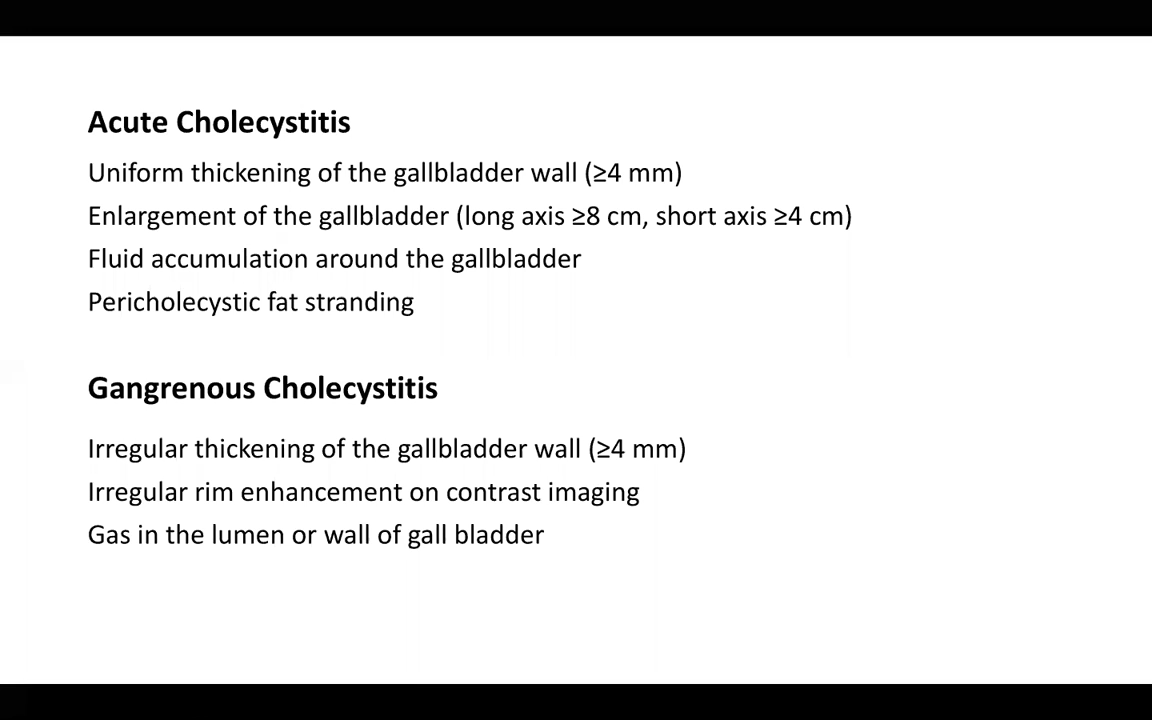 Acute Cholecystitis
Uniform thickening of the gallbladder wall (≥4 mm)
Enlargement of the gallbladder (long axis ≥8 cm, short axis ≥4 cm)
Fluid accumulation around the gallbladder
Pericholecystic fat stranding
Gangrenous Cholecystitis
Irregular thickening of the gallbladder wall (≥4 mm)
Irregular rim enhancement on contrast imaging
Gas in the lumen or wall of gall bladder